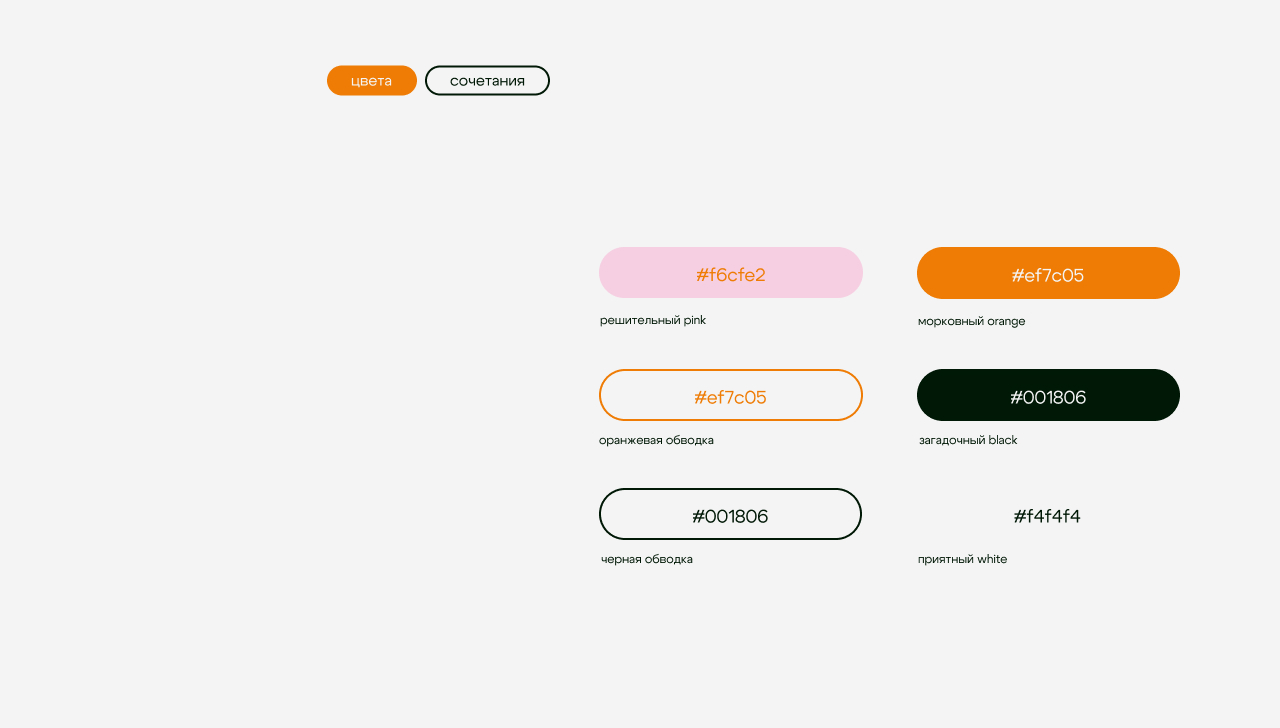 цвета
сочетания
#f6cfe2
#ef7c05
решительный pink
морковный orange
#ef7c05
#001806
оранжевая обводка
загадочный black
#001806
#f4f4f4
черная обводка
приятный white